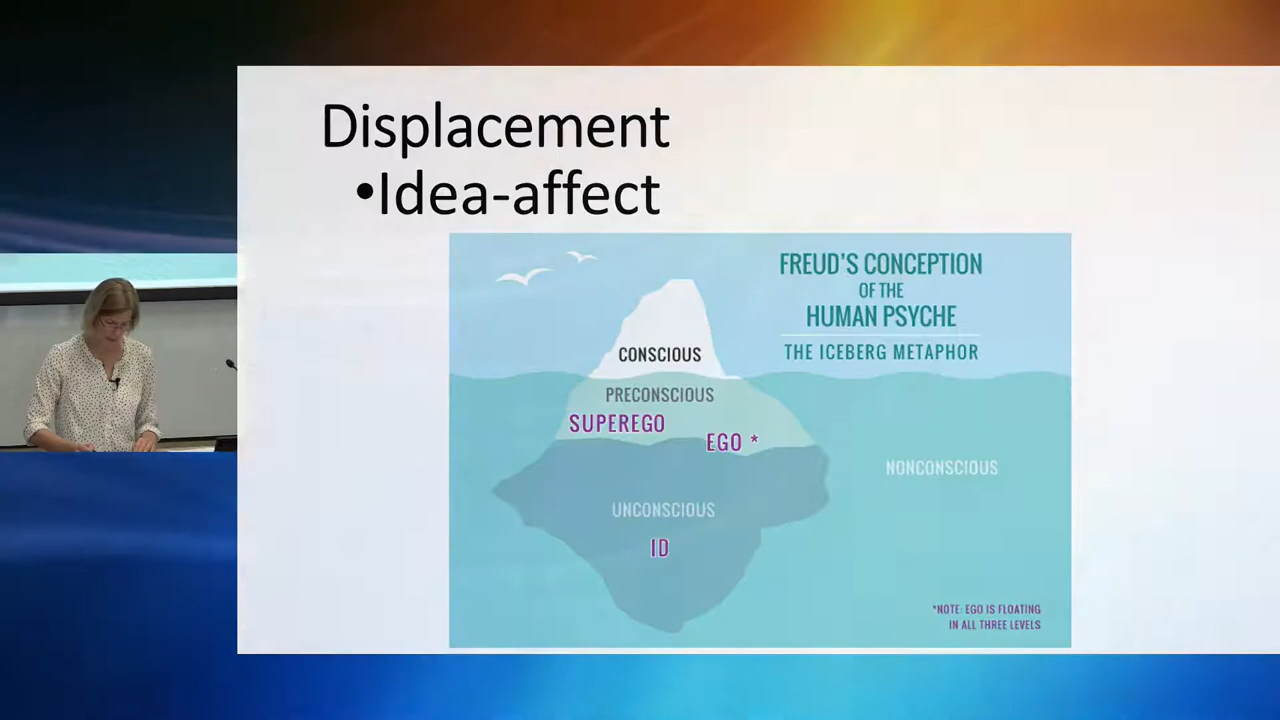 Displacement
•Idea-affect
FREUD'S CONCEPTION
OF THE
HUMAN PSYCHE
THE ICEBERG METAPHOR
CONSCIOUS
PRECONSCIOUS
SUPEREGO
EGO *
NONCONSCIOUS
UNCONSCIOUS
ID
*NOTE: EGO IS FLOATING
IN ALL THREE LEVELS